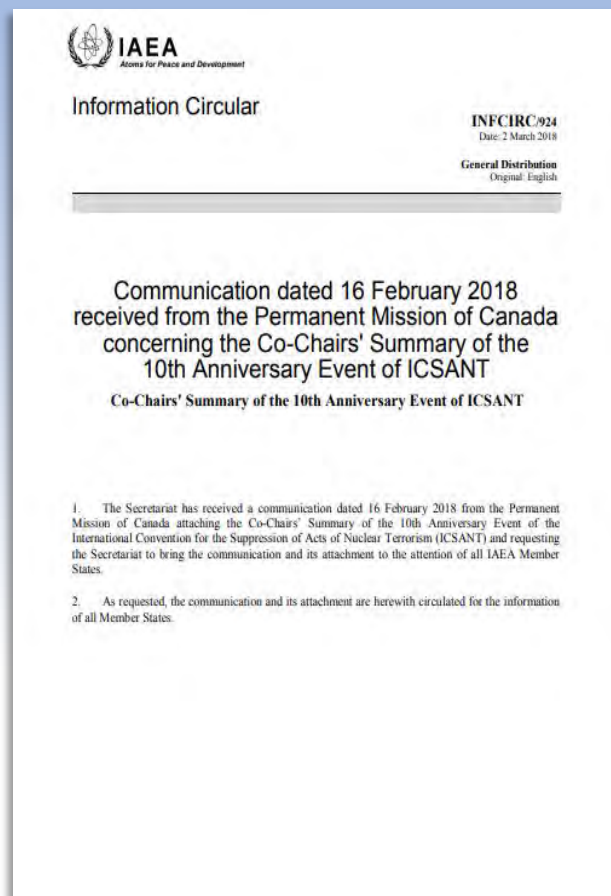 IAEA
Atoms for Peace and Development
Information Circular
INFCIRC/924
Date: 2 March 2018
General Distribution
Original: English
Communication dated 16 February 2018
received from the Permanent Mission of Canada
concerning the Co-Chairs' Summary of the
10th Anniversary Event of ICSANT
Co-Chairs' Summary of the 10th Anniversary Event of ICSANT
1. The Secretariat has received a communication dated 16 February 2018 from the Permanent
Mission of Canada attaching the Co-Chairs' Summary of the 10th Anniversary Event of the
International Convention for the Suppression of Acts of Nuclear Terrorism (ICSANT) and requesting
the Secretariat to bring the communication and its attachment to the attention of all IAEA Member
States.
2. As requested, the communication and its attachment are herewith circulated for the information
of all Member States.